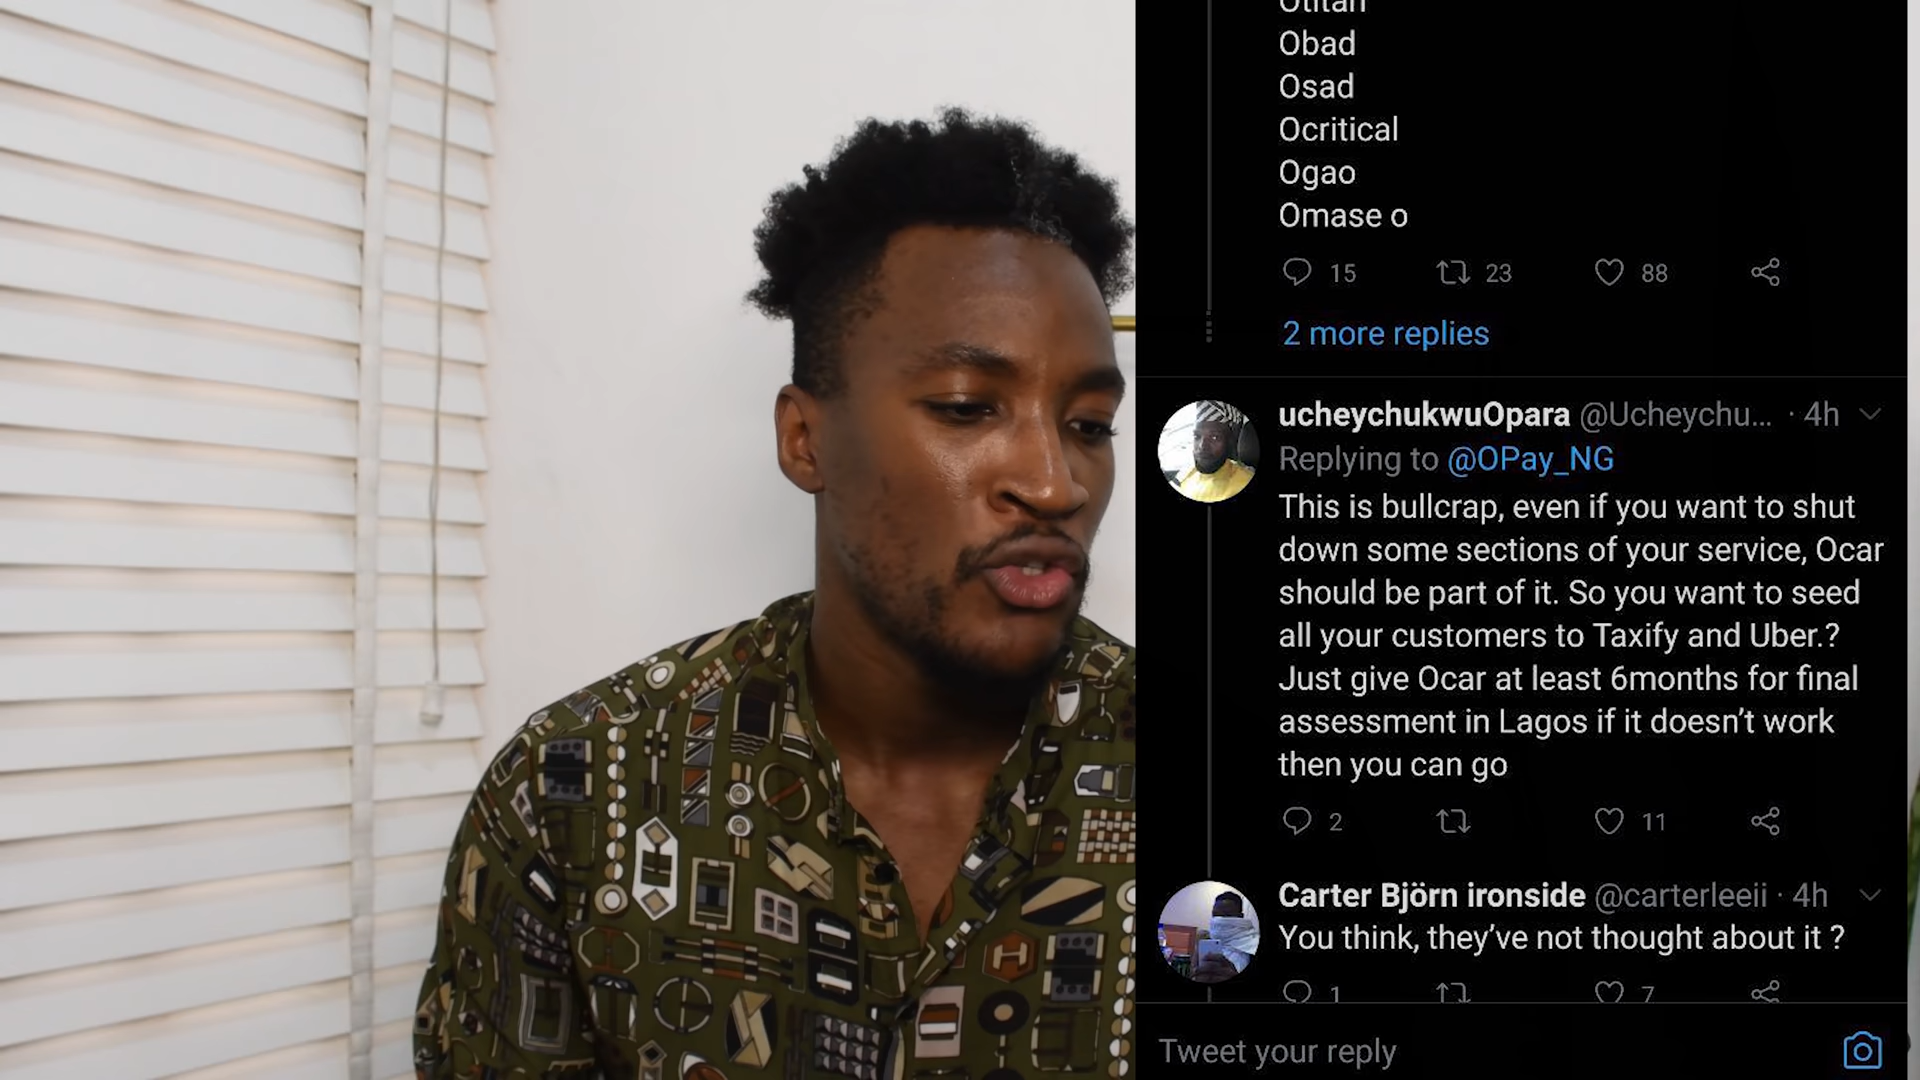 Otitan
Obad
Osad
Ocritical
Ogao
Omase o
15 23 88
2 more replies
ucheychukwuOpara @Ucheychu... · 4h
Replying to @OPay_NG
This is bullcrap, even if you want to shut
down some sections of your service, Ocar
should be part of it. So you want to seed
all your customers to Taxify and Uber.?
Just give Ocar at least 6months for final
assessment in Lagos if it doesn't work
then you can go
2 11
Carter Björn ironside @carterleeii · 4h
You think, they've not thought about it ?
1 7
Tweet your reply